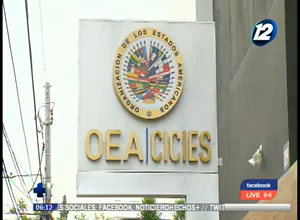 12
ORGANIZACIÓN DE LOS ESTADOS AMERICANOS
OEA|CICIES
facebook
LIVE
06:12
S SOCIALES, FACEBOOK: NOTICIEROHECHOS+ // TWIT